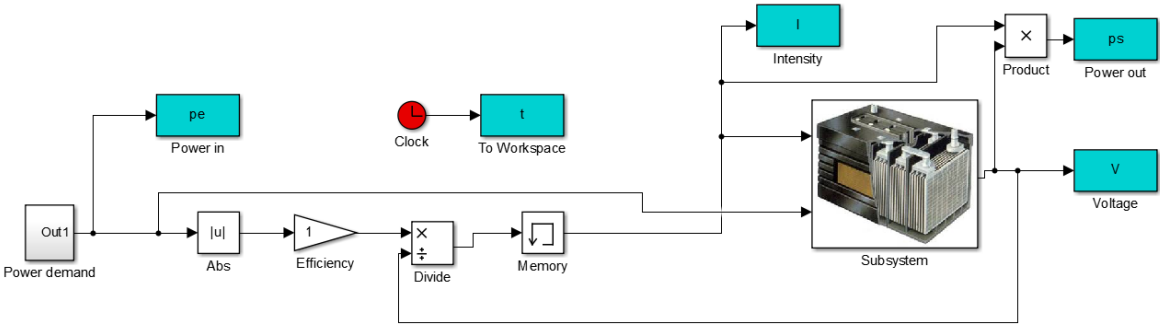 I
Intensity
×
Product
ps
Power out
pe
Power in
Clock
t
To Workspace
V
Voltage
Out1
Power demand
|u|
Abs
1
Efficiency
×
÷
Divide
Memory
Subsystem